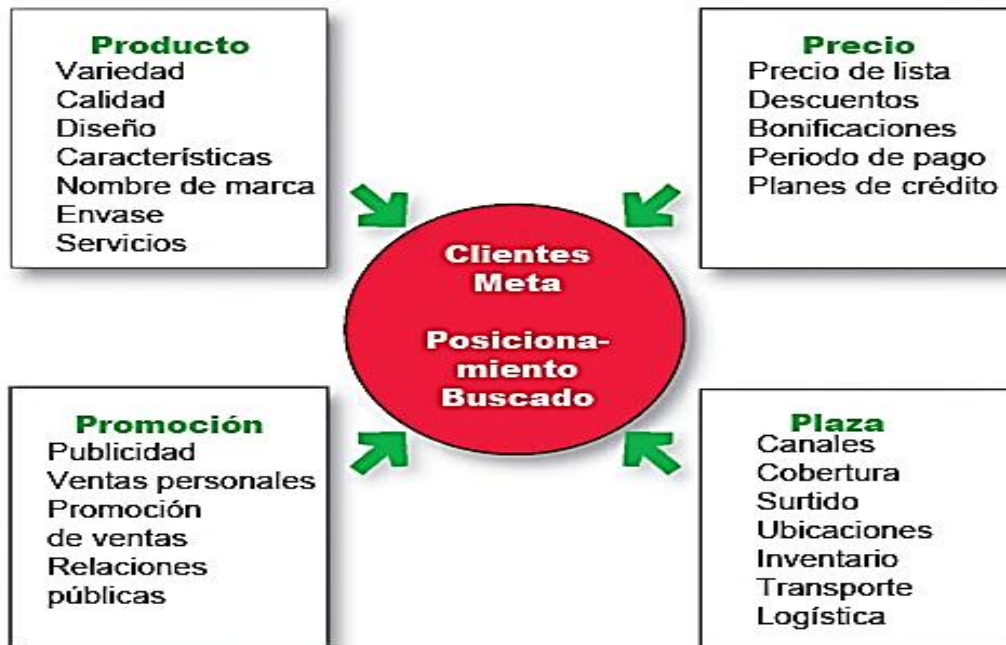 Producto
Variedad
Calidad
Diseño
Características
Nombre de marca
Envase
Servicios
Precio
Precio de lista
Descuentos
Bonificaciones
Periodo de pago
Planes de crédito
Clientes
Meta
Posiciona-
miento
Buscado
Promoción
Publicidad
Ventas personales
Promoción
de ventas
Relaciones
públicas
Plaza
Canales
Cobertura
Surtido
Ubicaciones
Inventario
Transporte
Logística